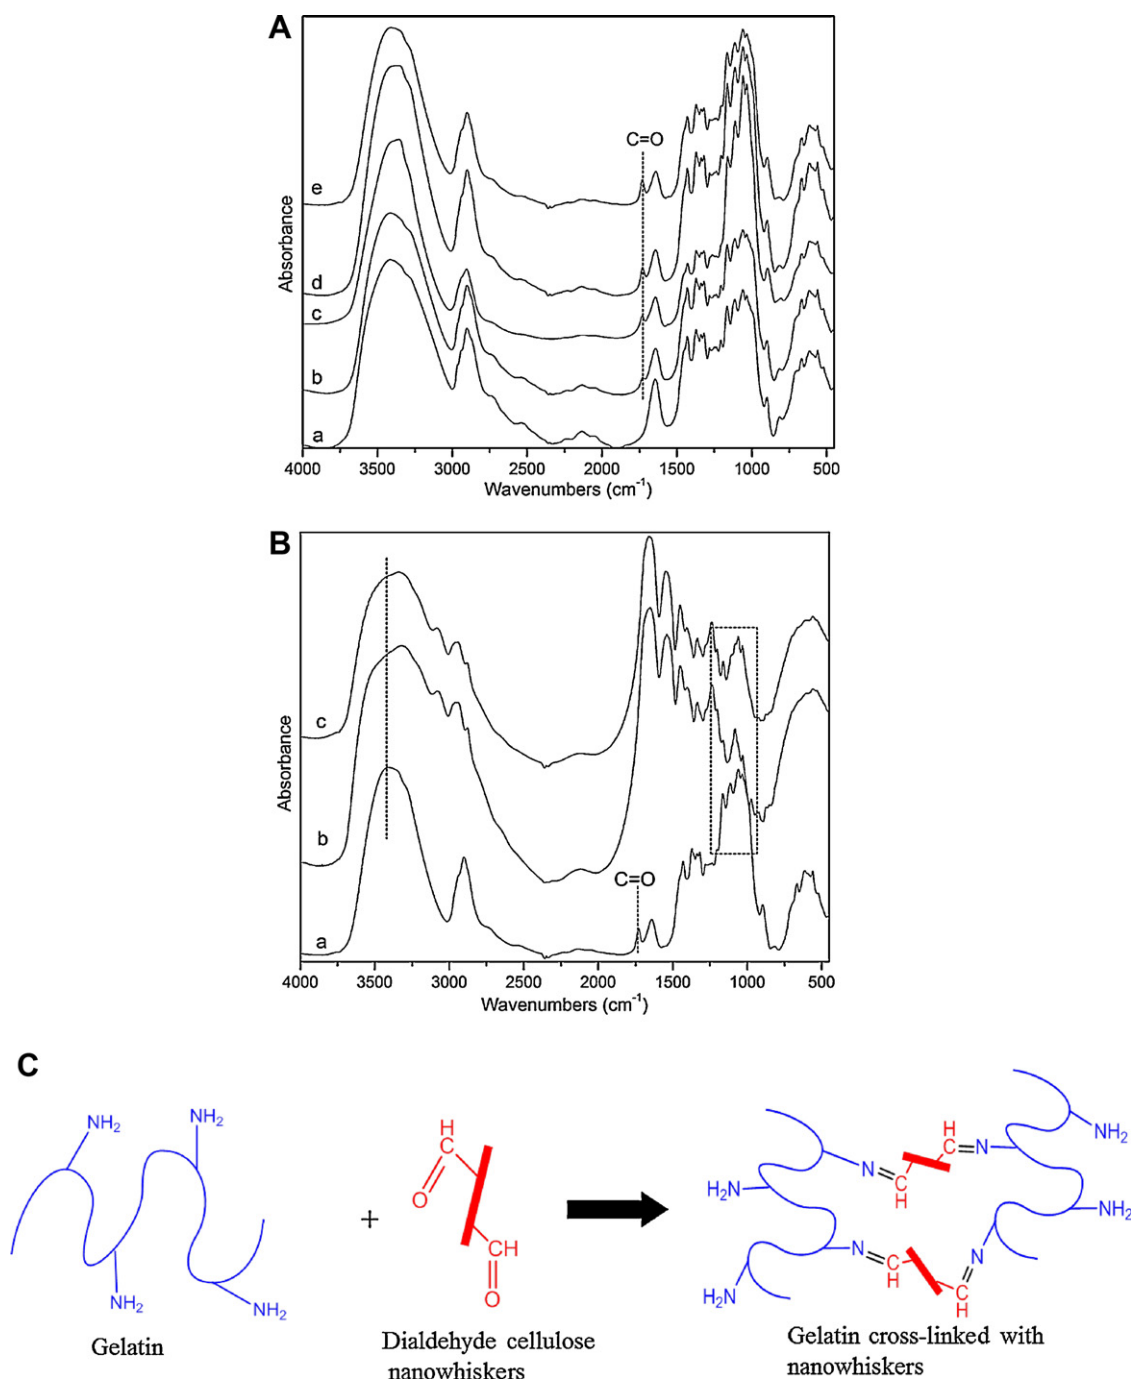 A
C=O
e
d
c
b
a
Absorbance
4000 3500 3000 2500 2000 1500 1000 500
Wavenumbers (cm⁻¹)
B
c
b
C=O
a
Absorbance
4000 3500 3000 2500 2000 1500 1000 500
Wavenumbers (cm⁻¹)
C
NH₂ NH₂
NH₂ NH₂
Gelatin
+
H
C
O
CH
O
Dialdehyde cellulose
nanowhiskers
H
C=N
NH₂
N=C
H
H₂N
NH₂
N=C
H
N
C
H
H₂N
Gelatin cross-linked with
nanowhiskers